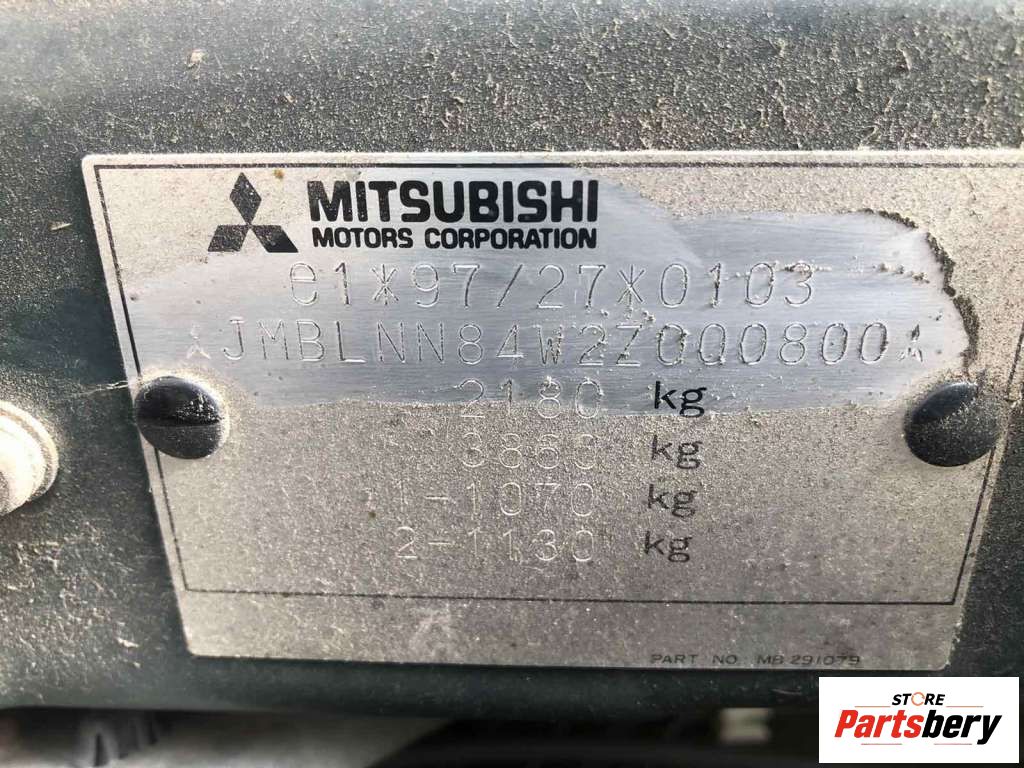 MITSUBISHI
MOTORS CORPORATION
e1*97/27*0103
*JMBLNN84W2Z000800*
2180 kg
3860 kg
1-1070 kg
2-1130 kg
PART NO. MB 291079
STORE
Partsbery